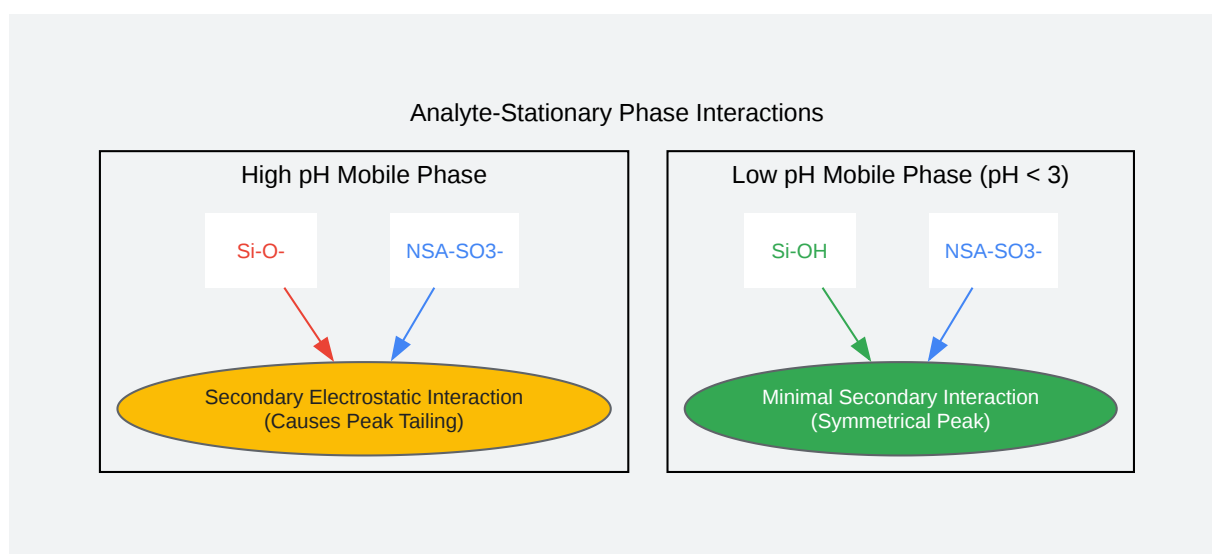 Analyte-Stationary Phase Interactions
High pH Mobile Phase
Si-O-
NSA-SO3-
Secondary Electrostatic Interaction
(Causes Peak Tailing)
Low pH Mobile Phase (pH < 3)
Si-OH
NSA-SO3-
Minimal Secondary Interaction
(Symmetrical Peak)